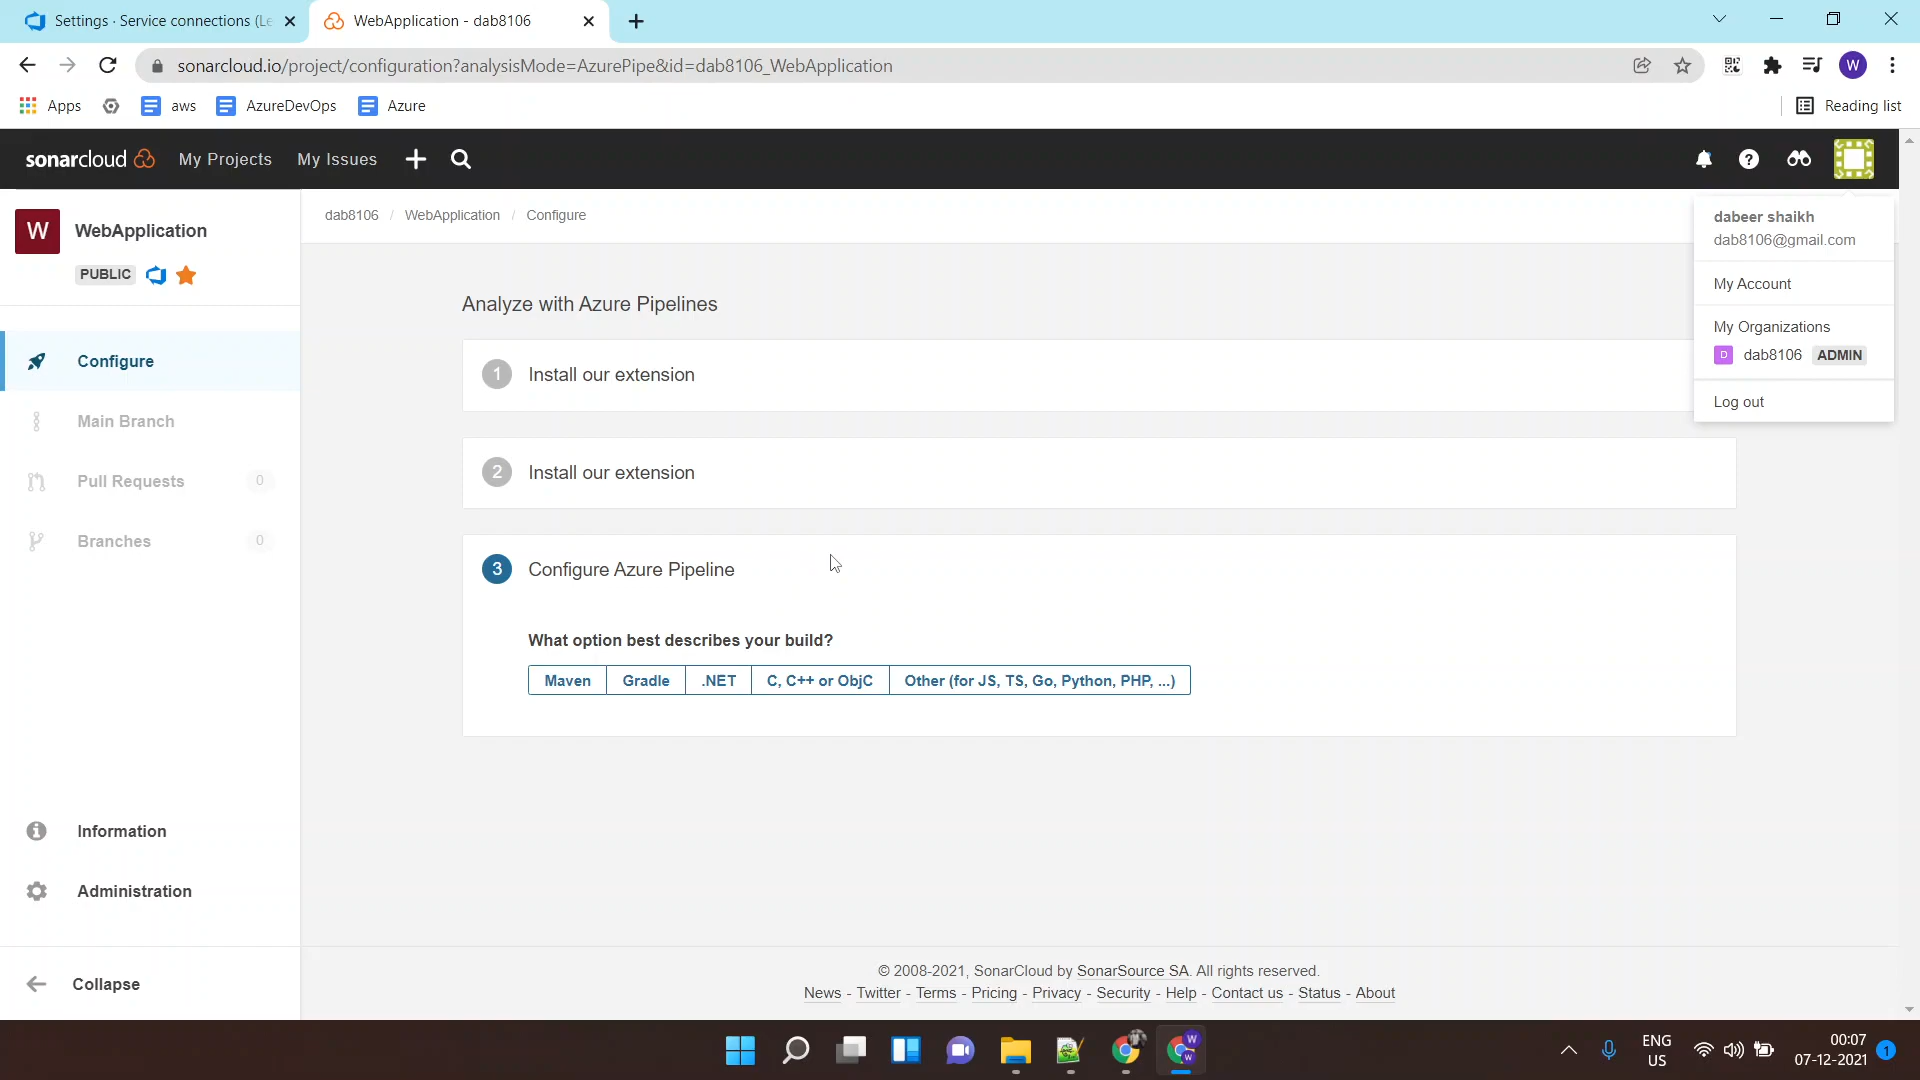 Settings · Service connections (Le
WebApplication - dab8106
sonarcloud.io/project/configuration?analysisMode=AzurePipe&id=dab8106_WebApplication
W
Apps
aws
AzureDevOps
Azure
Reading list
sonarcloud
My Projects
My Issues
W
WebApplication
PUBLIC
dab8106 / WebApplication / Configure
dabeer shaikh
dab8106@gmail.com
My Account
My Organizations
D dab8106 ADMIN
Log out
Configure
Main Branch
Pull Requests 0
Branches 0
Information
Administration
Collapse
Analyze with Azure Pipelines
1 Install our extension
2 Install our extension
3 Configure Azure Pipeline
What option best describes your build?
Maven Gradle .NET C, C++ or ObjC Other (for JS, TS, Go, Python, PHP, ...)
© 2008-2021, SonarCloud by SonarSource SA. All rights reserved.
News - Twitter - Terms - Pricing - Privacy - Security - Help - Contact us - Status - About
W
W
ENG
US
00:07
07-12-2021
1